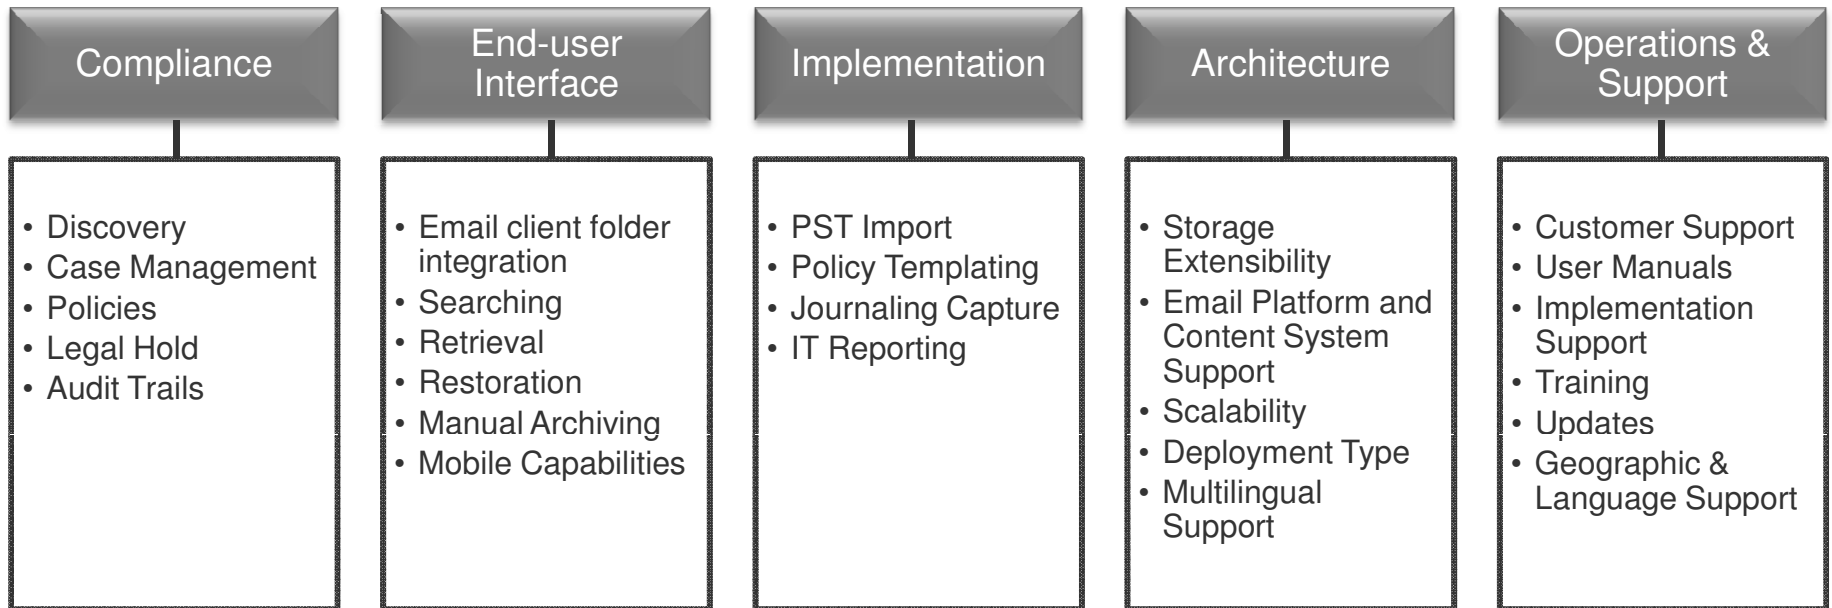 Compliance
• Discovery
• Case Management
• Policies
• Legal Hold
• Audit Trails
End-user
Interface
• Email client folder
integration
• Searching
• Retrieval
• Restoration
• Manual Archiving
• Mobile Capabilities
Implementation
• PST Import
• Policy Templating
• Journaling Capture
• IT Reporting
Architecture
• Storage
Extensibility
• Email Platform and
Content System
Support
• Scalability
• Deployment Type
• Multilingual
Support
Operations &
Support
• Customer Support
• User Manuals
• Implementation
Support
• Training
• Updates
• Geographic &
Language Support